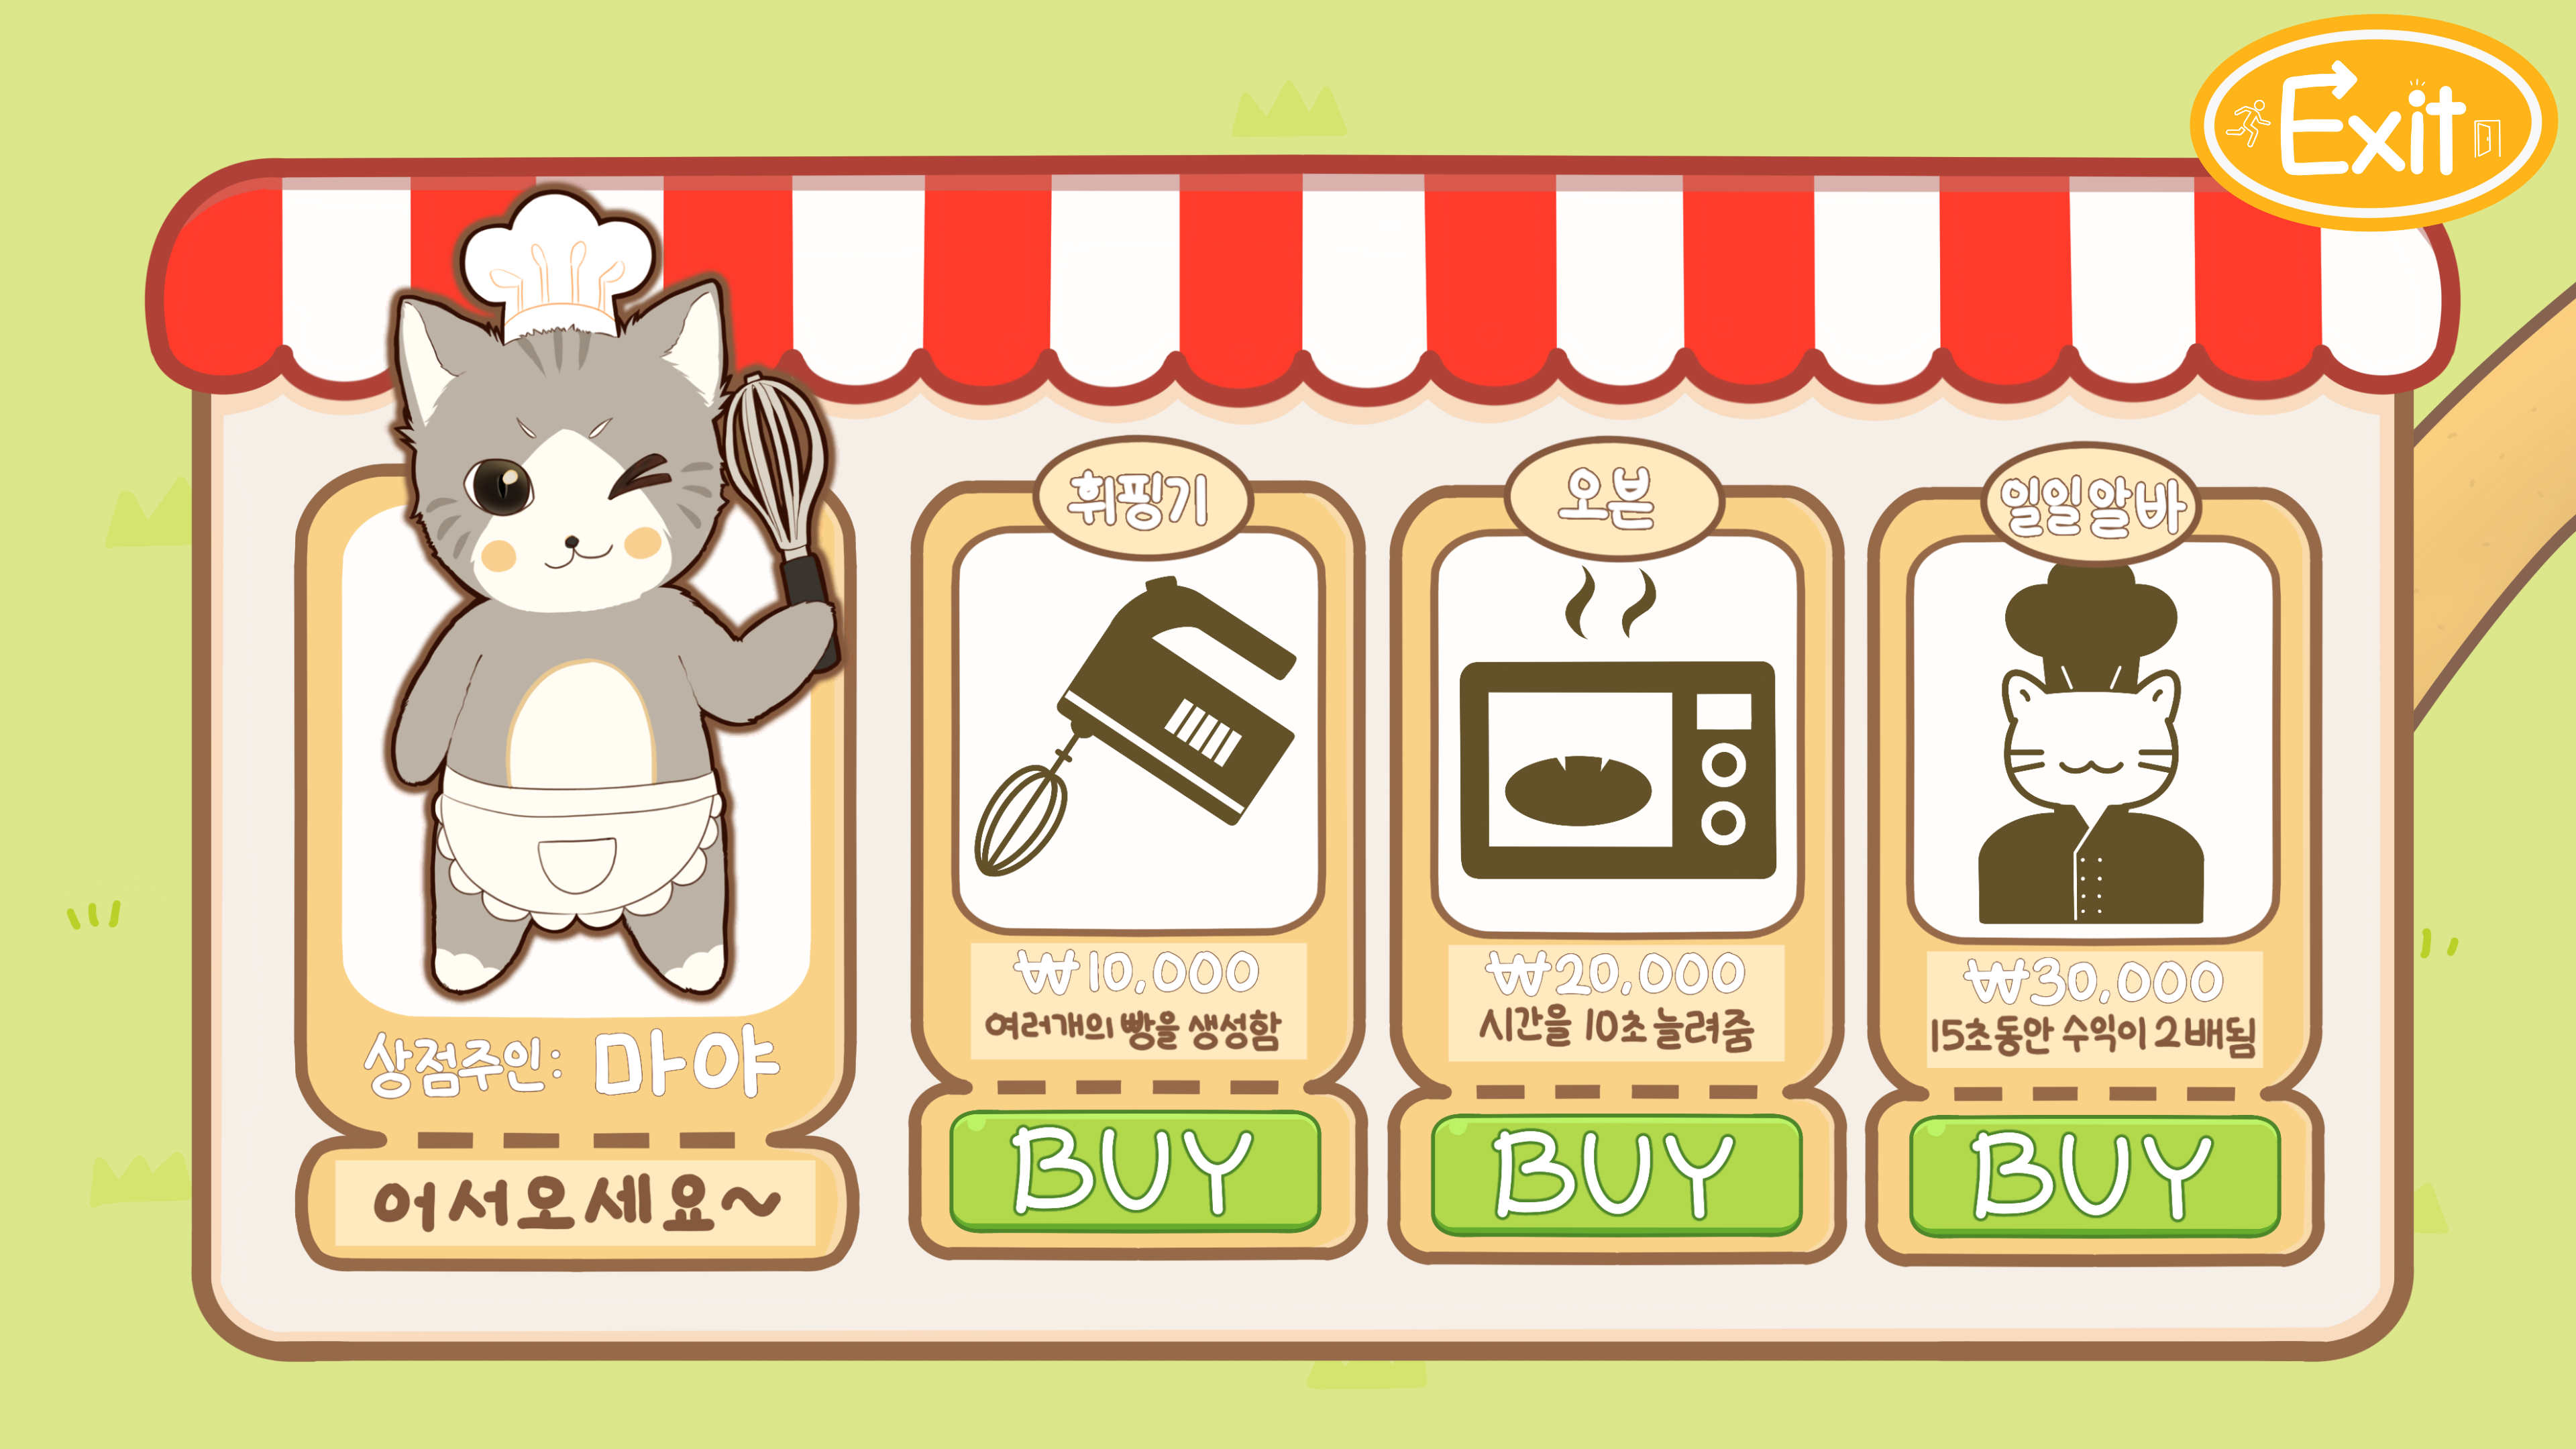 Exit
상점주인: 마야
어서오세요~
휘핑기
₩10,000
여러개의 빵을 생성함
BUY
오븐
₩20,000
시간을 10초 늘려줌
BUY
일일알바
₩30,000
15초동안 수익이 2배됨
BUY